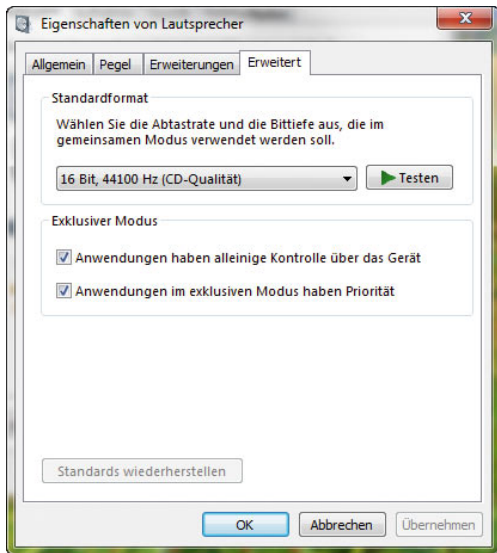 Eigenschaften von Lautsprecher
Allgemein Pegel Erweiterungen Erweitert
Standardformat
Wählen Sie die Abtastrate und die Bittiefe aus, die im
gemeinsamen Modus verwendet werden soll.
16 Bit, 44100 Hz (CD-Qualität) Testen
Exklusiver Modus
Anwendungen haben alleinige Kontrolle über das Gerät
Anwendungen im exklusiven Modus haben Priorität
Standards wiederherstellen
OK Abbrechen Übernehmen